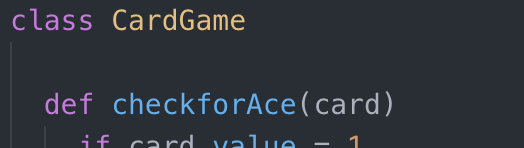 class CardGame
def checkforAce(card)
if card.value = 1